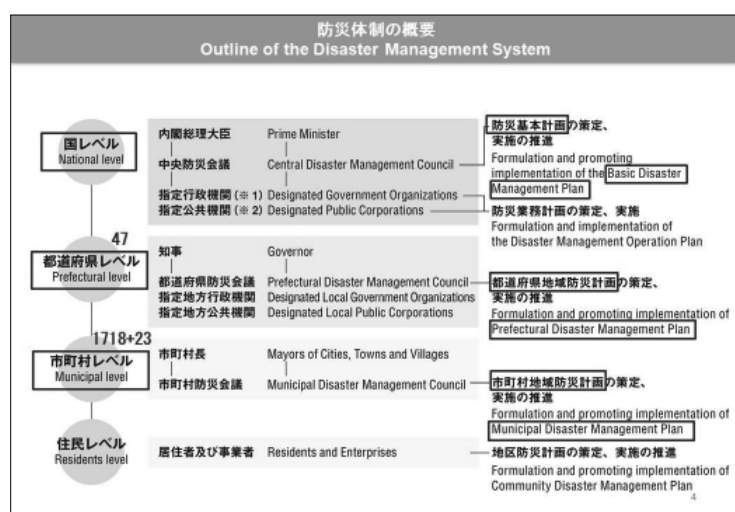 防災体制の概要
Outline of the Disaster Management System
国レベル
National level
内閣総理大臣 Prime Minister
中央防災会議 Central Disaster Management Council
指定行政機関(※1) Designated Government Organizations
指定公共機関(※2) Designated Public Corporations
防災基本計画の策定、
実施の推進
Formulation and promoting
implementation of the Basic Disaster
Management Plan
防災業務計画の策定、実施
Formulation and implementation of
the Disaster Management Operation Plan
47
都道府県レベル
Prefectural level
知事 Governor
都道府県防災会議 Prefectural Disaster Management Council
指定地方行政機関 Designated Local Government Organizations
指定地方公共機関 Designated Local Public Corporations
都道府県地域防災計画の策定、
実施の推進
Formulation and promoting implementation of
Prefectural Disaster Management Plan
1718+23
市町村レベル
Municipal level
市町村長 Mayors of Cities, Towns and Villages
市町村防災会議 Municipal Disaster Management Council
市町村地域防災計画の策定、
実施の推進
Formulation and promoting implementation of
Municipal Disaster Management Plan
住民レベル
Residents level
居住者及び事業者 Residents and Enterprises
地区防災計画の策定、実施の推進
Formulation and promoting implementation of
Community Disaster Management Plan
4